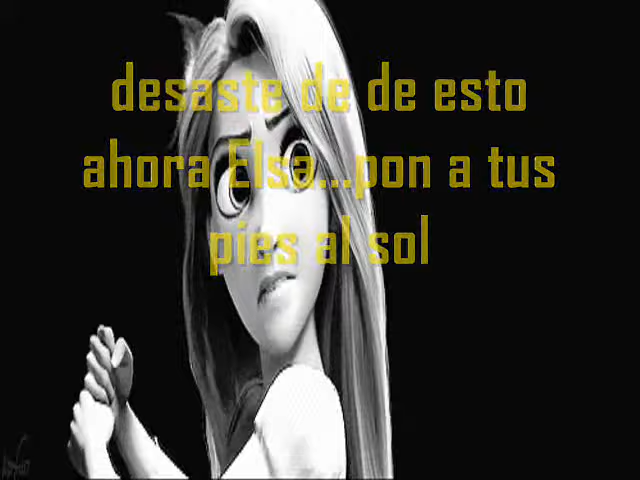 desaste de de esto
ahora Elsa...pon a tus
pies al sol